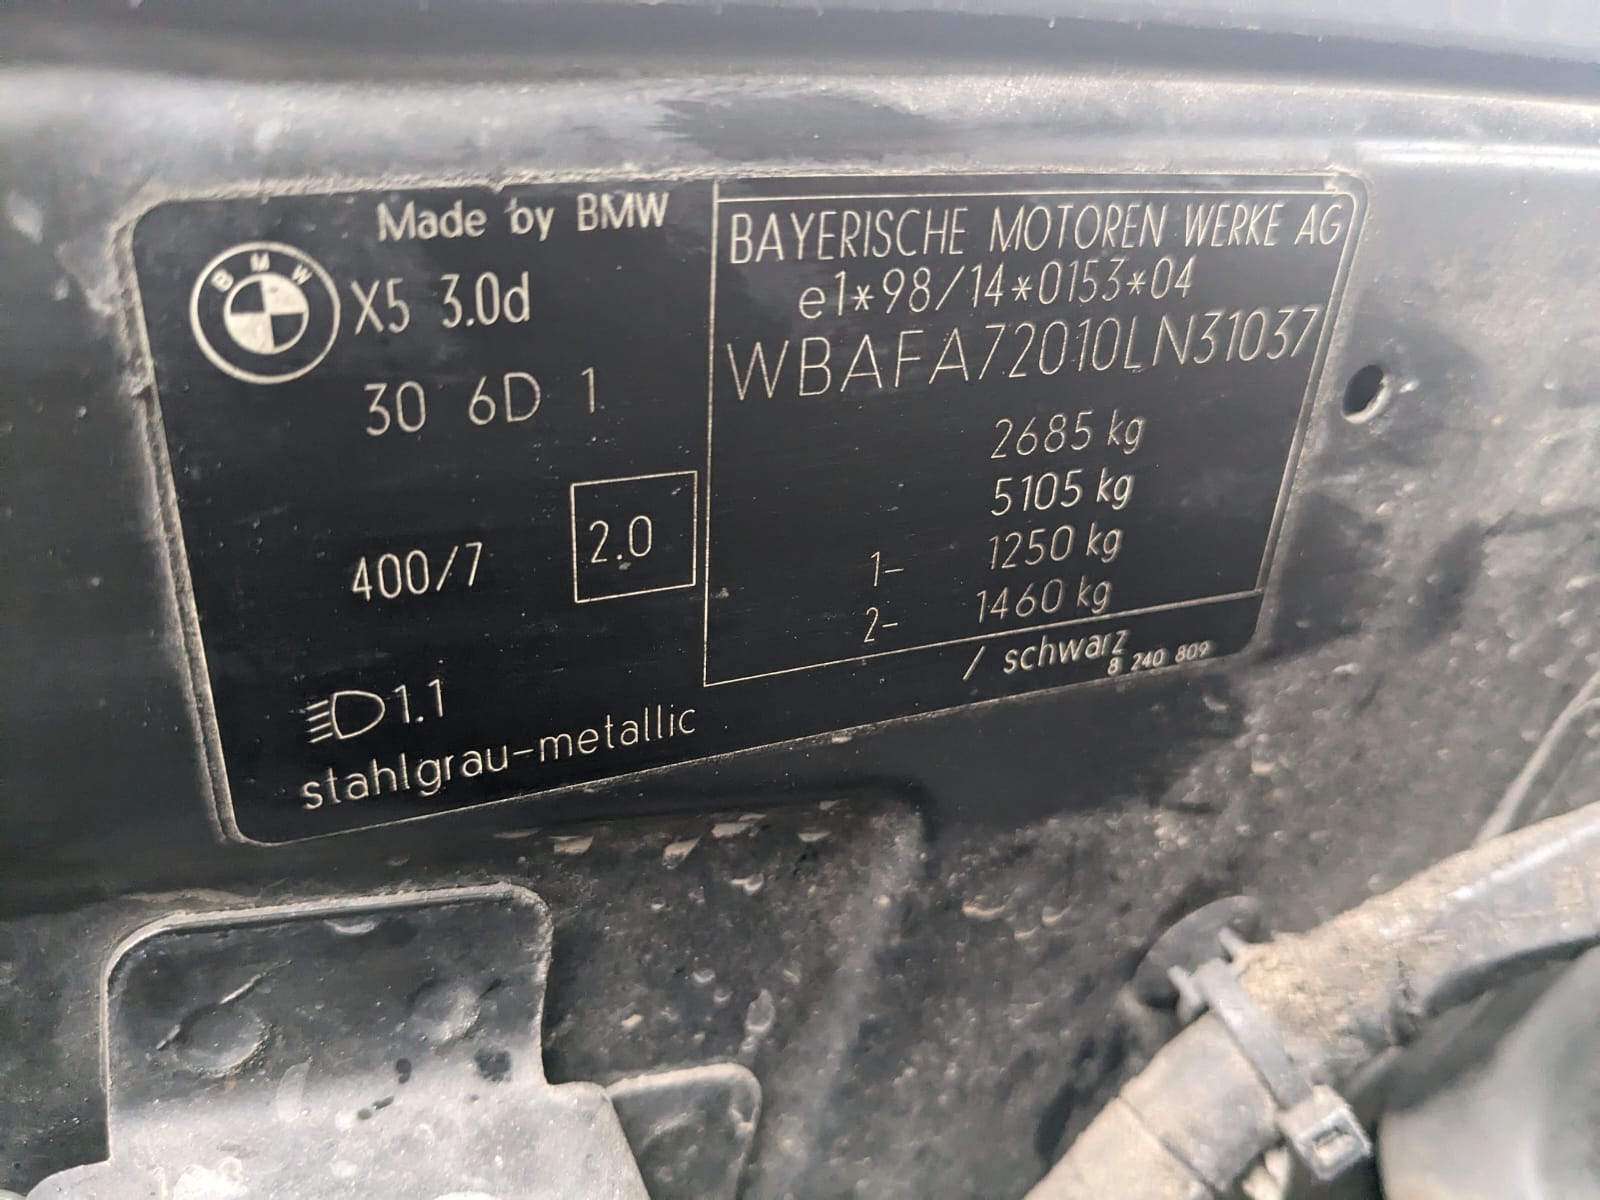 Made by BMW
BMW
X5 3.0d
30 6D 1
400/7
2.0
1.1
stahlgrau-metallic
BAYERISCHE MOTOREN WERKE AG
e1*98/14*0153*04
WBAFA72010LN31037
2685 kg
5105 kg
1- 1250 kg
2- 1460 kg
/ schwarz
8 240 809